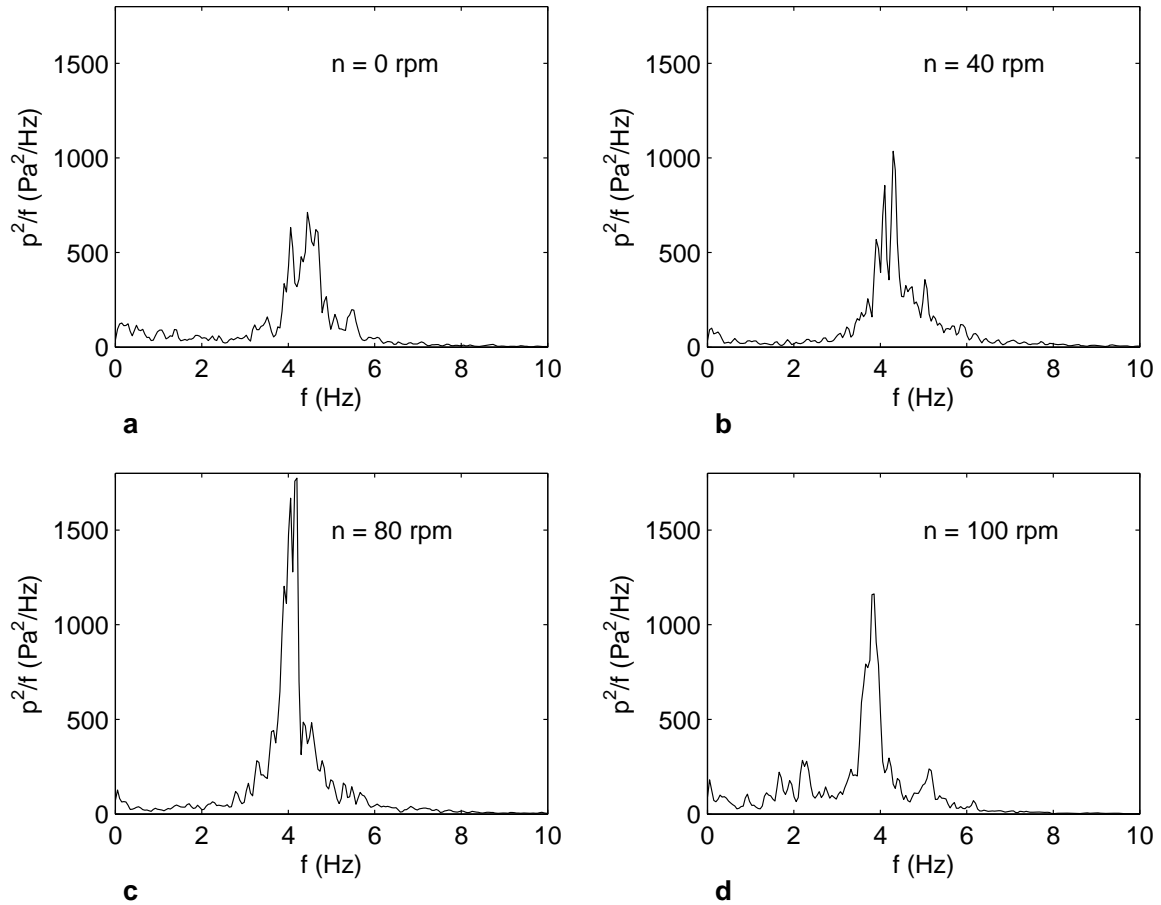 1500
1000
500
0
p²/f (Pa²/Hz)
n = 0 rpm
0 2 4 6 8 10
f (Hz)
a
1500
1000
500
0
p²/f (Pa²/Hz)
n = 40 rpm
0 2 4 6 8 10
f (Hz)
b
1500
1000
500
0
p²/f (Pa²/Hz)
n = 80 rpm
0 2 4 6 8 10
f (Hz)
c
1500
1000
500
0
p²/f (Pa²/Hz)
n = 100 rpm
0 2 4 6 8 10
f (Hz)
d